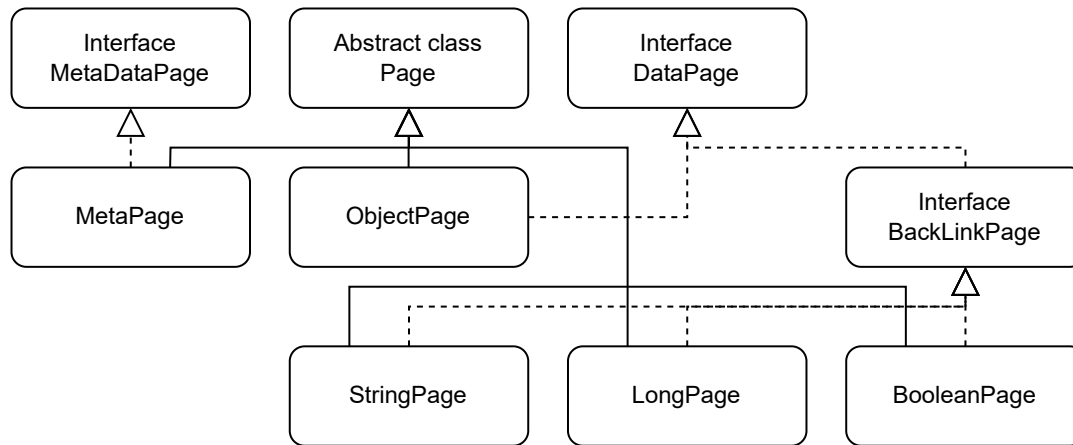 Interface
MetaDataPage
Abstract class
Page
Interface
DataPage
MetaPage
ObjectPage
Interface
BackLinkPage
StringPage
LongPage
BooleanPage